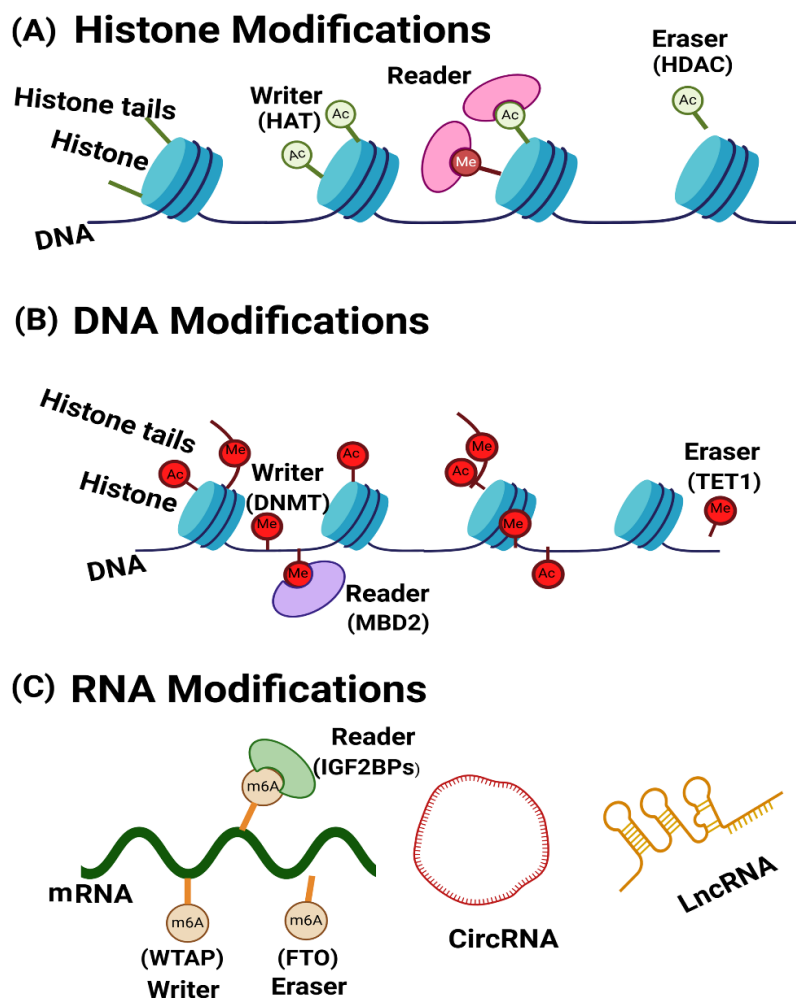 (A) Histone Modifications
Histone tails
Histone
DNA
Writer
(HAT)
Ac
Ac
Reader
Ac
Me
Eraser
(HDAC)
Ac
(B) DNA Modifications
Histone tails
Histone
DNA
Ac
Me
Writer
(DNMT)
Me
Ac
Me
Reader
(MBD2)
Me
Ac
Me
Ac
Eraser
(TET1)
Me
(C) RNA Modifications
Reader
(IGF2BPs)
m6A
mRNA
m6A
(WTAP)
Writer
m6A
(FTO)
Eraser
CircRNA
LncRNA